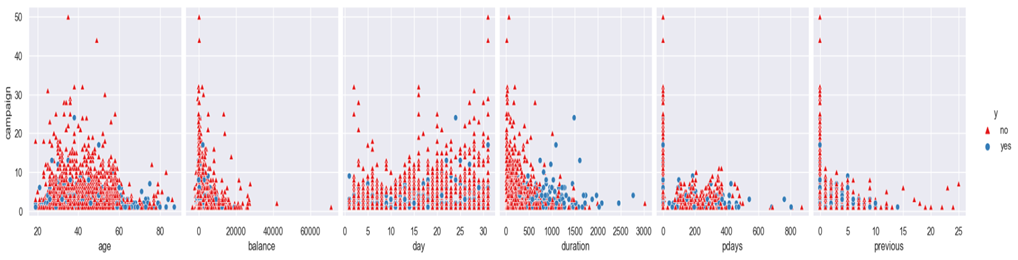 50
40
30
20
10
0
campaign
20 40 60 80
age
0 20000 40000 60000
balance
0 5 10 15 20 25 30
day
0 500 1000 1500 2000 2500 3000
duration
0 200 400 600 800
pdays
0 5 10 15 20 25
previous
y
no
yes